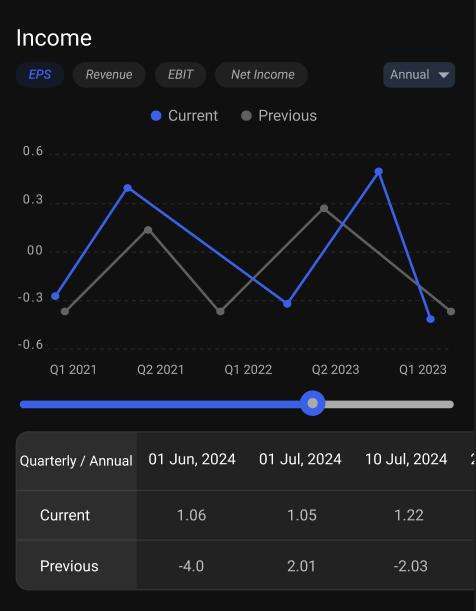 Income
EPS Revenue EBIT Net Income Annual
Current Previous
0.6
0.3
00
-0.3
-0.6
Q1 2021 Q2 2021 Q1 2022 Q2 2023 Q1 2023
Quarterly / Annual 01 Jun, 2024 01 Jul, 2024 10 Jul, 2024
Current 1.06 1.05 1.22
Previous -4.0 2.01 -2.03